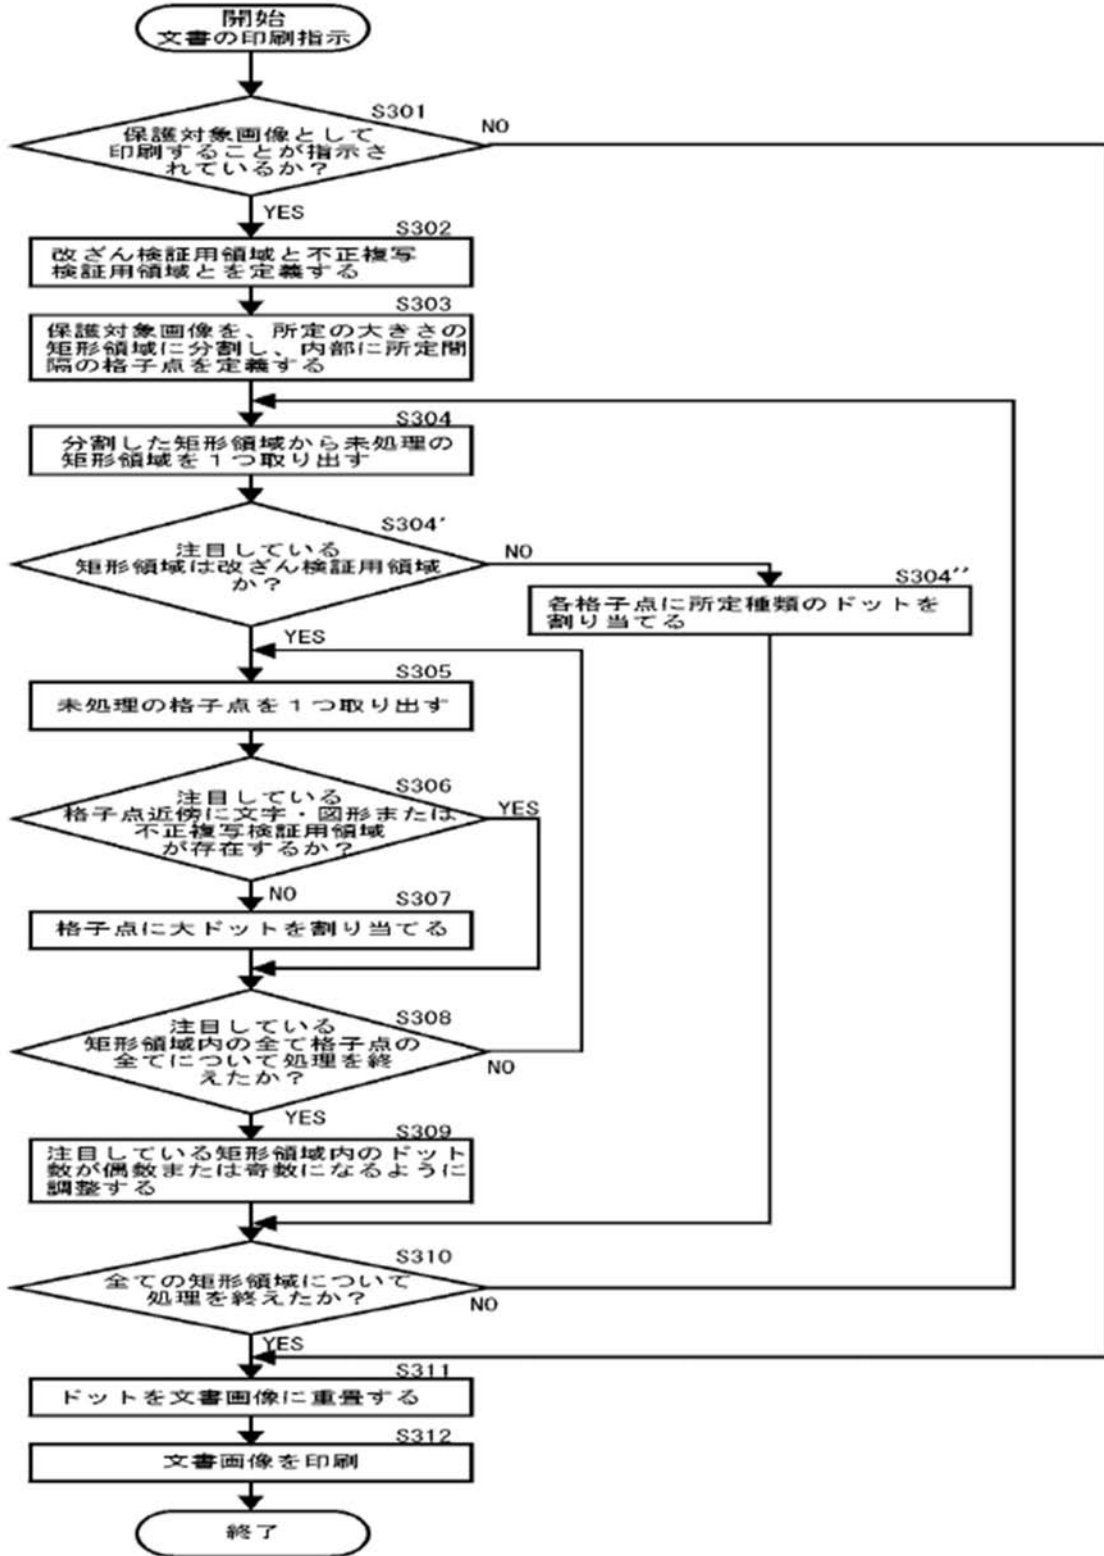 開始
文書の印刷指示
S301
保護対象画像として
印刷することが指示さ
れているか？
NO
YES
S302
改ざん検証用領域と不正複写
検証用領域とを定義する
S303
保護対象画像を、所定の大きさの
矩形領域に分割し、内部に所定間
隔の格子点を定義する
S304
分割した矩形領域から未処理の
矩形領域を１つ取り出す
S304'
注目している
矩形領域は改ざん検証用領域
か？
NO
S304''
各格子点に所定種類のドットを
割り当てる
YES
S305
未処理の格子点を１つ取り出す
S306
注目している
格子点近傍に文字・図形または
不正複写検証用領域
が存在するか？
YES
NO
S307
格子点に大ドットを割り当てる
S308
注目している
矩形領域内の全て格子点の
全てについて処理を終
えたか？
NO
YES
S309
注目している矩形領域内のドット
数が偶数または奇数になるように
調整する
S310
全ての矩形領域について
処理を終えたか？
NO
YES
S311
ドットを文書画像に重畳する
S312
文書画像を印刷
終了